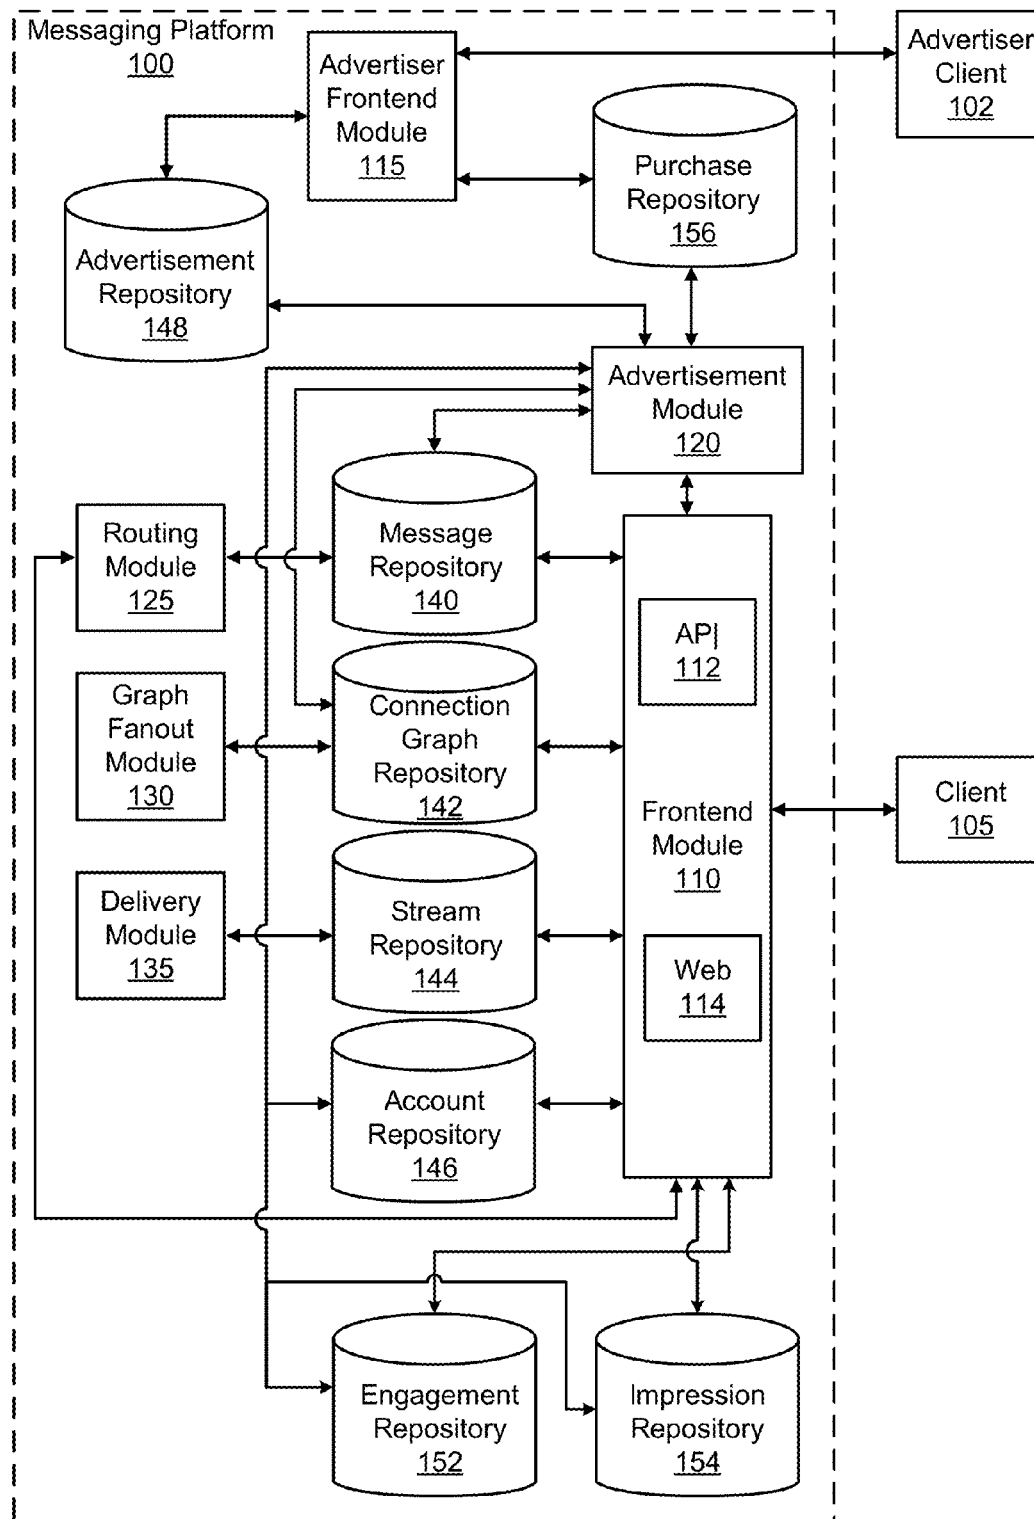 Messaging Platform
100
Advertiser
Frontend
Module
115
Advertiser
Client
102
Purchase
Repository
156
Advertisement
Repository
148
Advertisement
Module
120
Routing
Module
125
Message
Repository
140
API
112
Graph
Fanout
Module
130
Connection
Graph
Repository
142
Frontend
Module
110
Client
105
Delivery
Module
135
Stream
Repository
144
Web
114
Account
Repository
146
Engagement
Repository
152
Impression
Repository
154